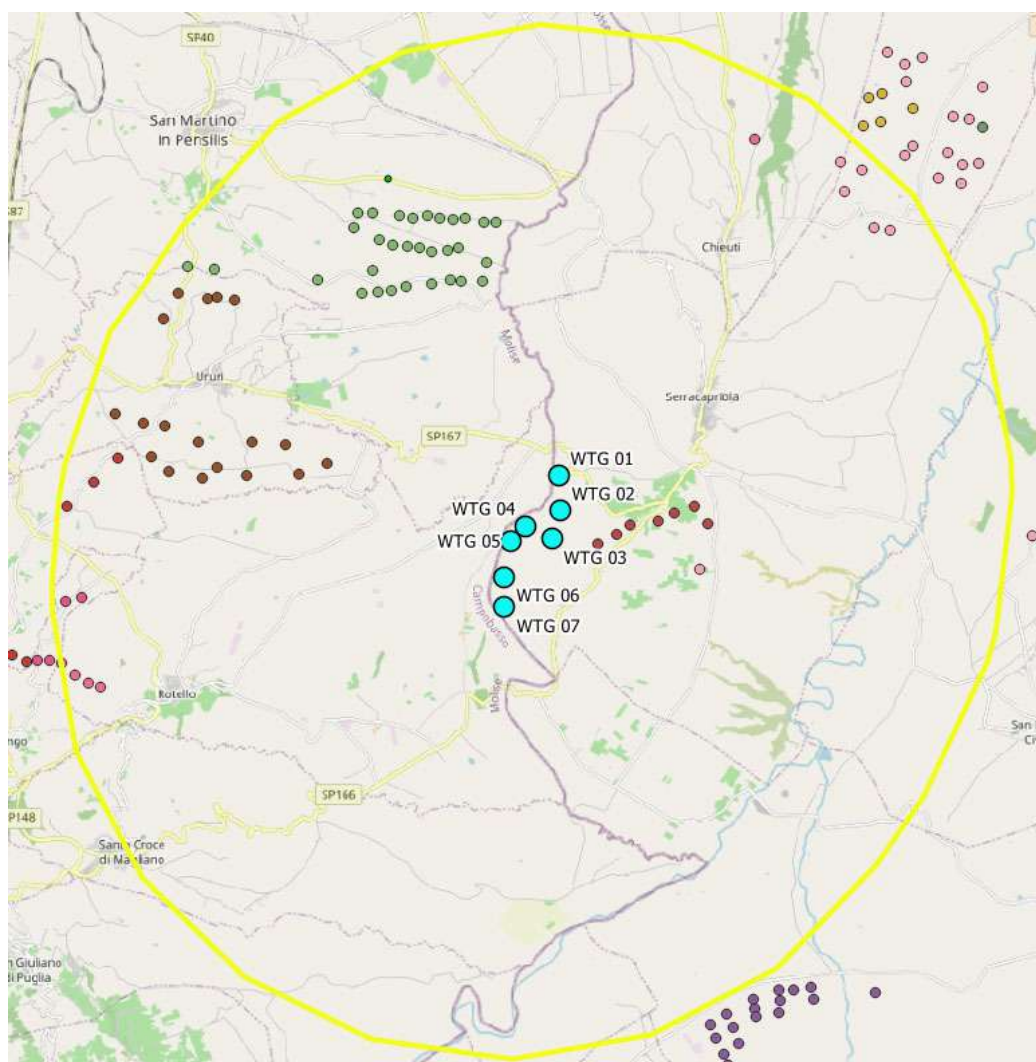 SP40
San Martino
in Pensilis
Chieuti
Molise
Ururi
Serracapriola
SP167
WTG 01
WTG 02
WTG 04
WTG 05
WTG 03
WTG 06
WTG 07
Campobasso
Rotello
Molise
San
SP166
SP148
Santa Croce
di Magliano
Giuliano
di Puglia